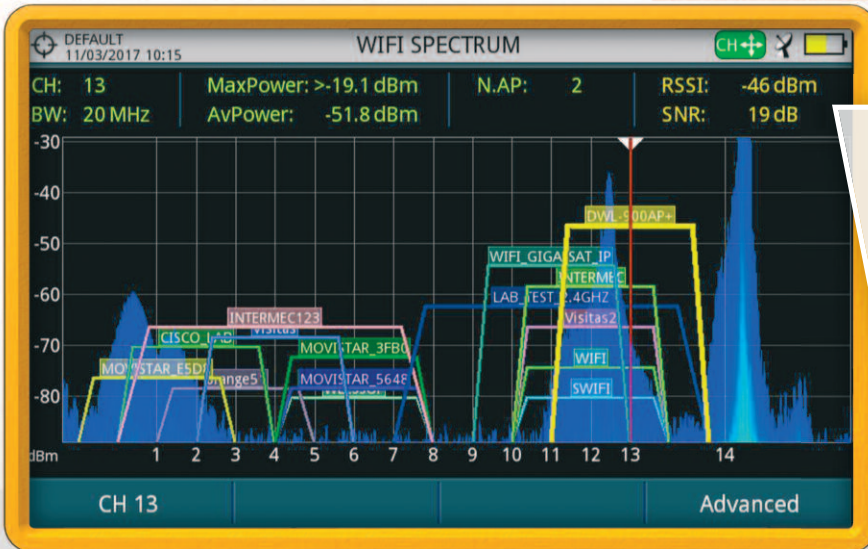 DEFAULT
11/03/2017 10:15
WIFI SPECTRUM
CH
CH: 13 MaxPower: >-19.1 dBm N.AP: 2 RSSI: -46 dBm
BW: 20 MHz AvPower: -51.8 dBm SNR: 19 dB
-30
-40
-50
-60
-70
-80
DWL-900AP+
WIFI_GIGA SAT_IP
INTERMEC
LAB_TEST_2.4GHZ
INTERMEC123
Visitas2
Visitas
CISCO_LAB
MOVISTAR_3FB0
WIFI
MOVISTAR_E5D8
MOVISTAR_5648
SWIFI
dBm 1 2 3 4 5 6 7 8 9 10 11 12 13 14
CH 13 Advanced